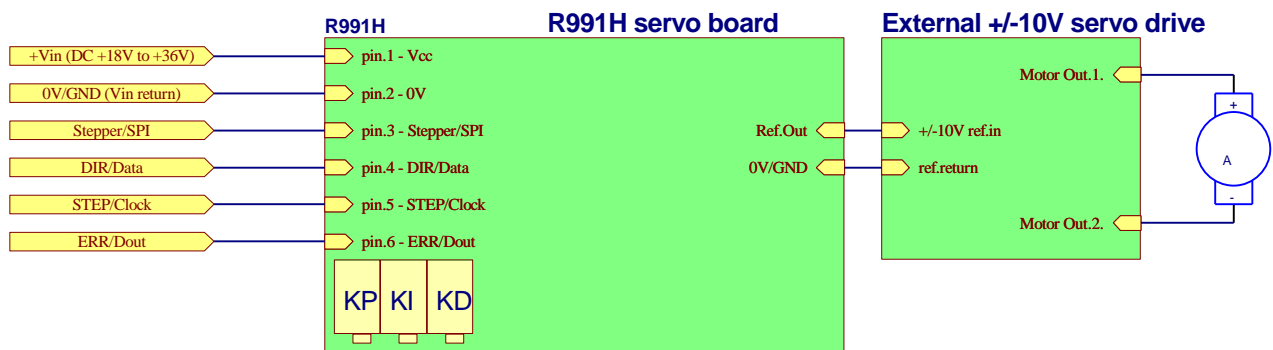 R991H
R991H servo board
External +/-10V servo drive
+Vin (DC +18V to +36V)
pin.1 - Vcc
Motor Out.1.
0V/GND (Vin return)
pin.2 - 0V
+
Stepper/SPI
pin.3 - Stepper/SPI
Ref.Out
+/-10V ref.in
A
DIR/Data
pin.4 - DIR/Data
0V/GND
ref.return
-
STEP/Clock
pin.5 - STEP/Clock
Motor Out.2.
ERR/Dout
pin.6 - ERR/Dout
KP KI KD